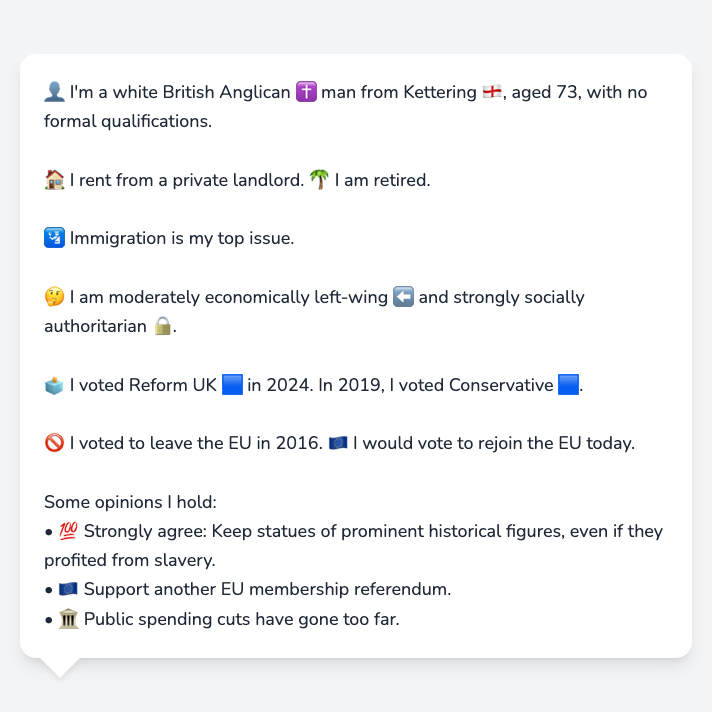 👤 I'm a white British Anglican ✝️ man from Kettering 🏴󠁧󠁢󠁥󠁮󠁧󠁿, aged 73, with no
formal qualifications.
🏠 I rent from a private landlord. 🌴 I am retired.
🛂 Immigration is my top issue.
🤔 I am moderately economically left-wing ⬅️ and strongly socially
authoritarian 🔒.
🗳️ I voted Reform UK 🟦 in 2024. In 2019, I voted Conservative 🟦.
🚫 I voted to leave the EU in 2016. 🇪🇺 I would vote to rejoin the EU today.
Some opinions I hold:
• 💯 Strongly agree: Keep statues of prominent historical figures, even if they
profited from slavery.
• 🇪🇺 Support another EU membership referendum.
• 🏛️ Public spending cuts have gone too far.